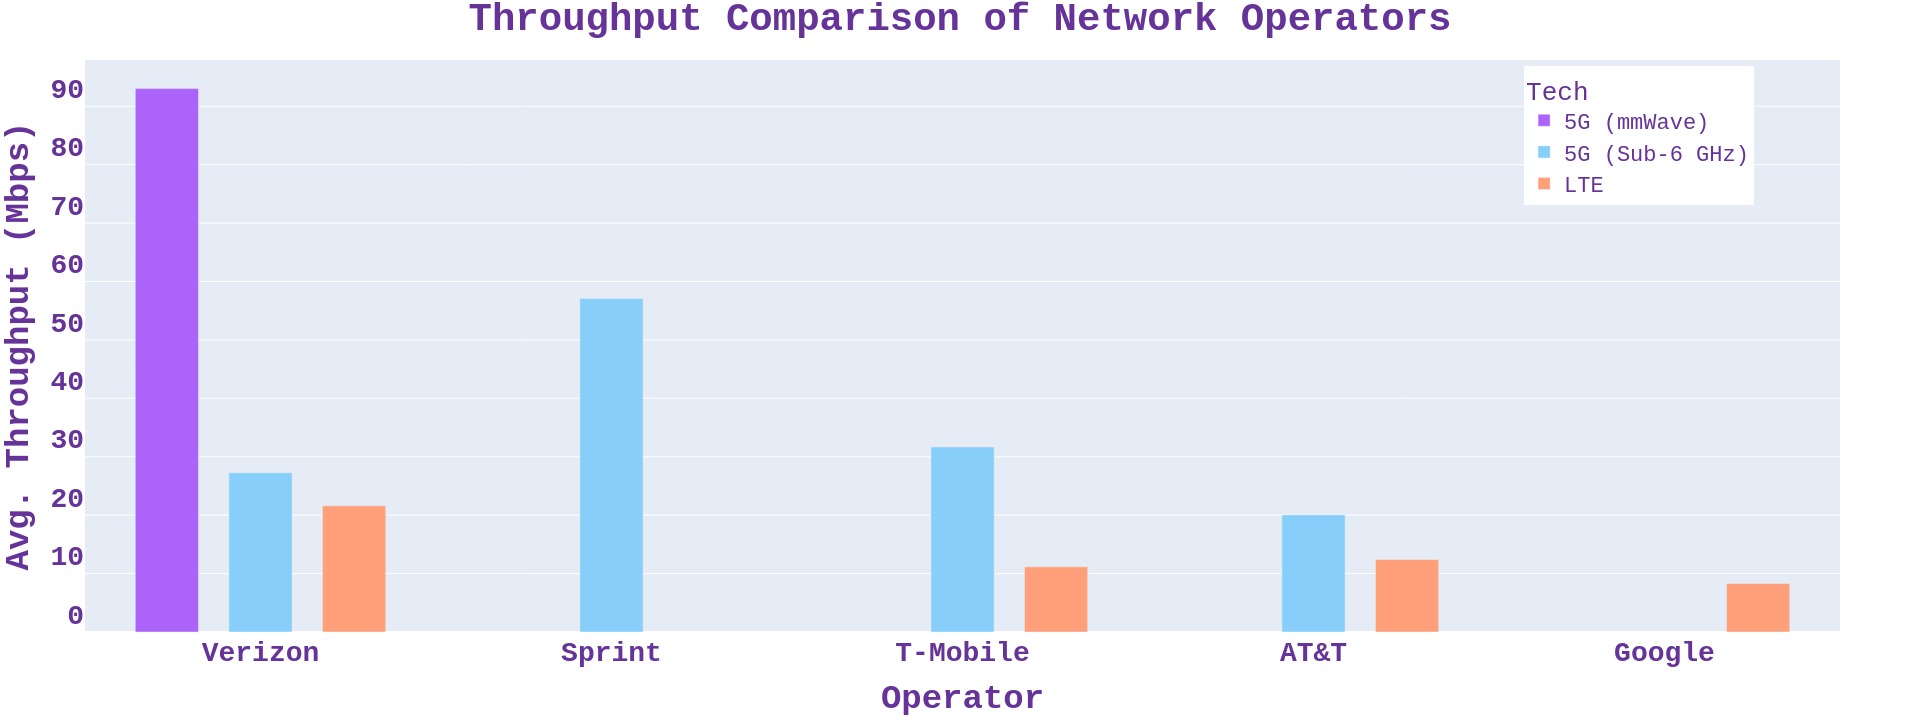 Throughput Comparison of Network Operators
Avg. Throughput (Mbps)
90
80
70
60
50
40
30
20
10
0
Tech
5G (mmWave)
5G (Sub-6 GHz)
LTE
Verizon
Sprint
T-Mobile
AT&T
Google
Operator